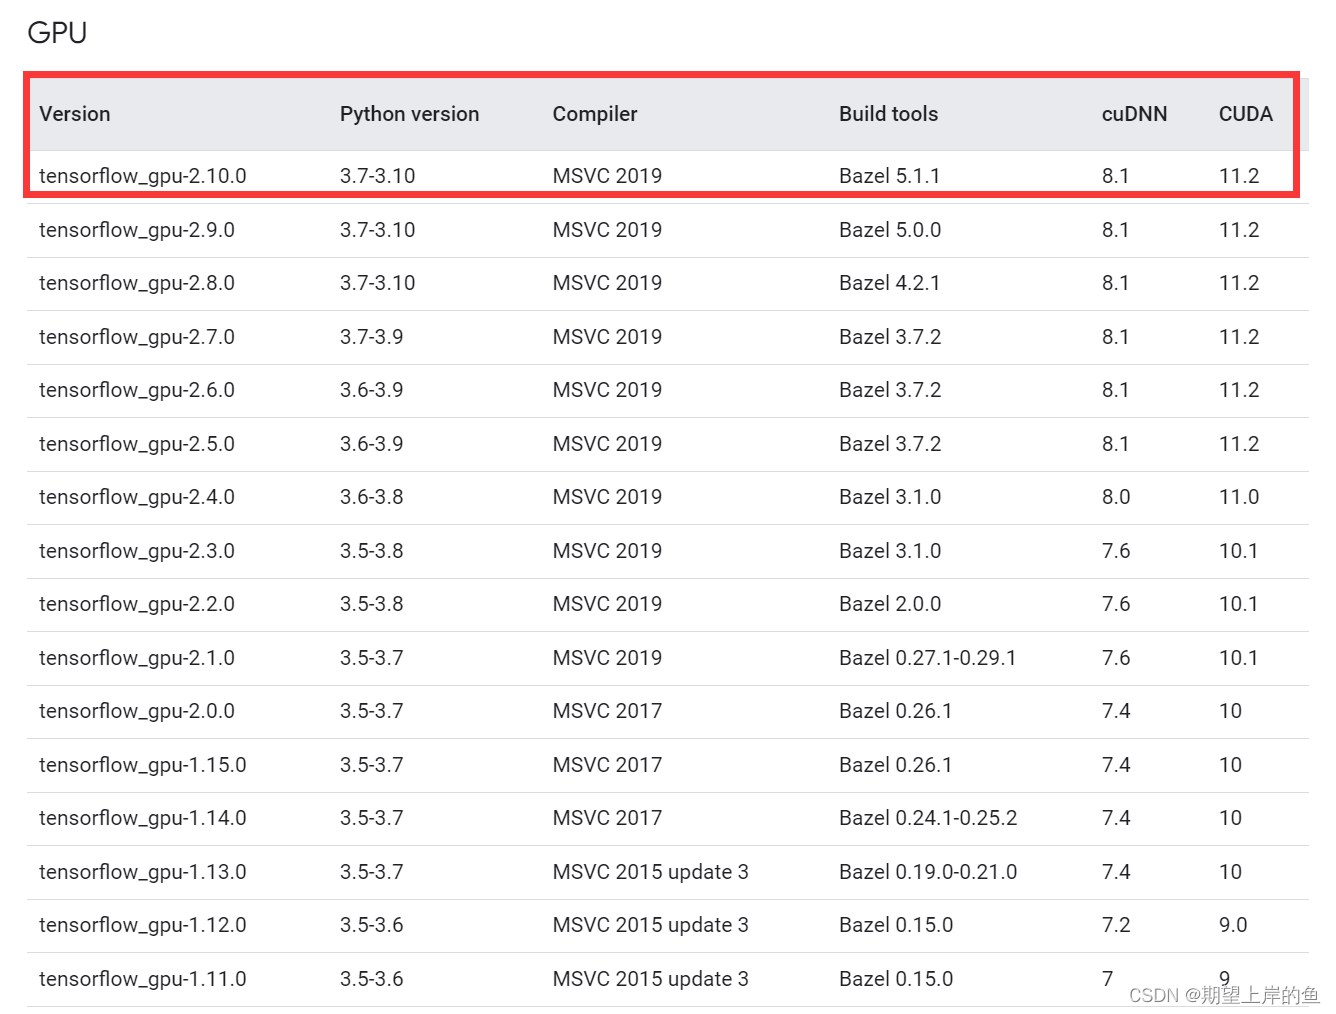 GPU
Version Python version Compiler Build tools cuDNN CUDA
tensorflow_gpu-2.10.0 3.7-3.10 MSVC 2019 Bazel 5.1.1 8.1 11.2
tensorflow_gpu-2.9.0 3.7-3.10 MSVC 2019 Bazel 5.0.0 8.1 11.2
tensorflow_gpu-2.8.0 3.7-3.10 MSVC 2019 Bazel 4.2.1 8.1 11.2
tensorflow_gpu-2.7.0 3.7-3.9 MSVC 2019 Bazel 3.7.2 8.1 11.2
tensorflow_gpu-2.6.0 3.6-3.9 MSVC 2019 Bazel 3.7.2 8.1 11.2
tensorflow_gpu-2.5.0 3.6-3.9 MSVC 2019 Bazel 3.7.2 8.1 11.2
tensorflow_gpu-2.4.0 3.6-3.8 MSVC 2019 Bazel 3.1.0 8.0 11.0
tensorflow_gpu-2.3.0 3.5-3.8 MSVC 2019 Bazel 3.1.0 7.6 10.1
tensorflow_gpu-2.2.0 3.5-3.8 MSVC 2019 Bazel 2.0.0 7.6 10.1
tensorflow_gpu-2.1.0 3.5-3.7 MSVC 2019 Bazel 0.27.1-0.29.1 7.6 10.1
tensorflow_gpu-2.0.0 3.5-3.7 MSVC 2017 Bazel 0.26.1 7.4 10
tensorflow_gpu-1.15.0 3.5-3.7 MSVC 2017 Bazel 0.26.1 7.4 10
tensorflow_gpu-1.14.0 3.5-3.7 MSVC 2017 Bazel 0.24.1-0.25.2 7.4 10
tensorflow_gpu-1.13.0 3.5-3.7 MSVC 2015 update 3 Bazel 0.19.0-0.21.0 7.4 10
tensorflow_gpu-1.12.0 3.5-3.6 MSVC 2015 update 3 Bazel 0.15.0 7.2 9.0
tensorflow_gpu-1.11.0 3.5-3.6 MSVC 2015 update 3 Bazel 0.15.0 7 9
CSDN @期望上岸的鱼